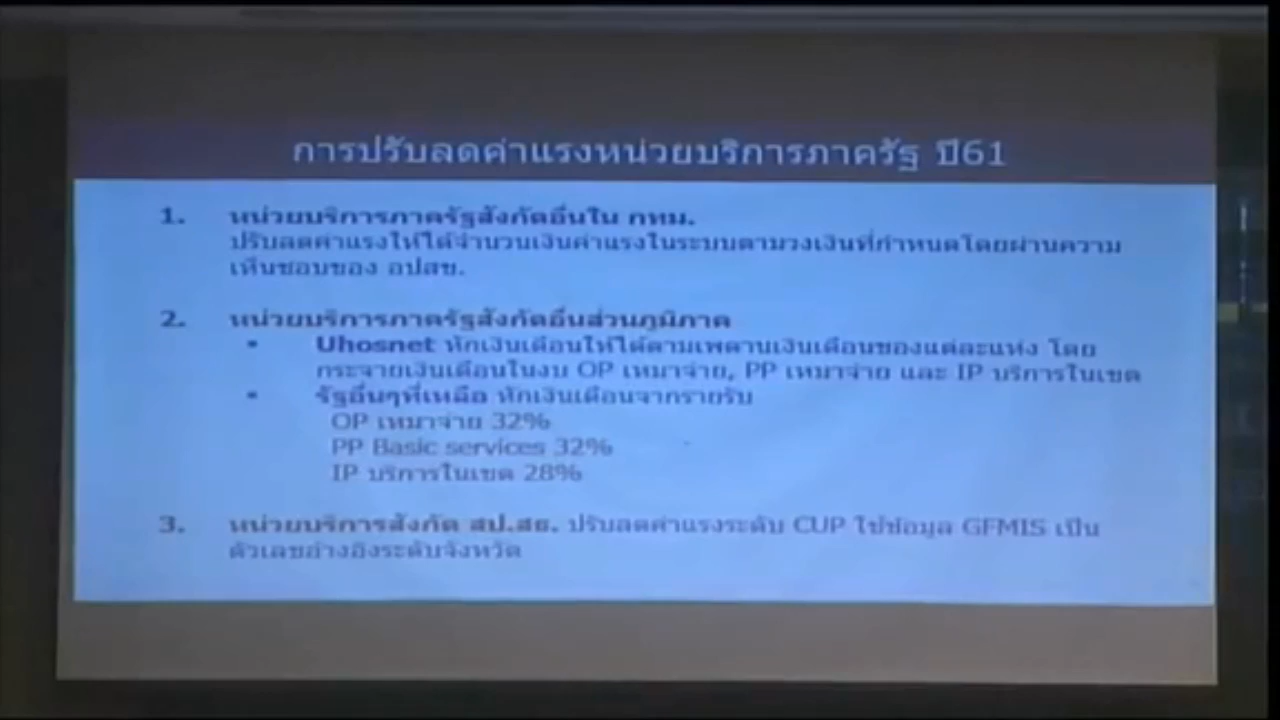 การปรับลดค่าแรงหน่วยบริการภาครัฐ ปี61
1. หน่วยบริการภาครัฐสังกัดอื่นใน กทม.
ปรับลดค่าแรงให้ได้จำนวนเงินค่าแรงในระบบตามวงเงินที่กำหนดโดยผ่านความ
เห็นชอบของ อปสข.
2. หน่วยบริการภาครัฐสังกัดอื่นส่วนภูมิภาค
• Uhosnet หักเงินเดือนให้ได้ตามเพดานเงินเดือนของแต่ละแห่ง โดย
กระจายเงินเดือนในงบ OP เหมาจ่าย, PP เหมาจ่าย และ IP บริการในเขต
• รัฐอื่นๆที่เหลือ หักเงินเดือนจากรายรับ
OP เหมาจ่าย 32%
PP Basic services 32%
IP บริการในเขต 28%
3. หน่วยบริการสังกัด สป.สธ. ปรับลดค่าแรงระดับ CUP ใช้ข้อมูล GFMIS เป็น
ตัวเลขอ้างอิงระดับจังหวัด